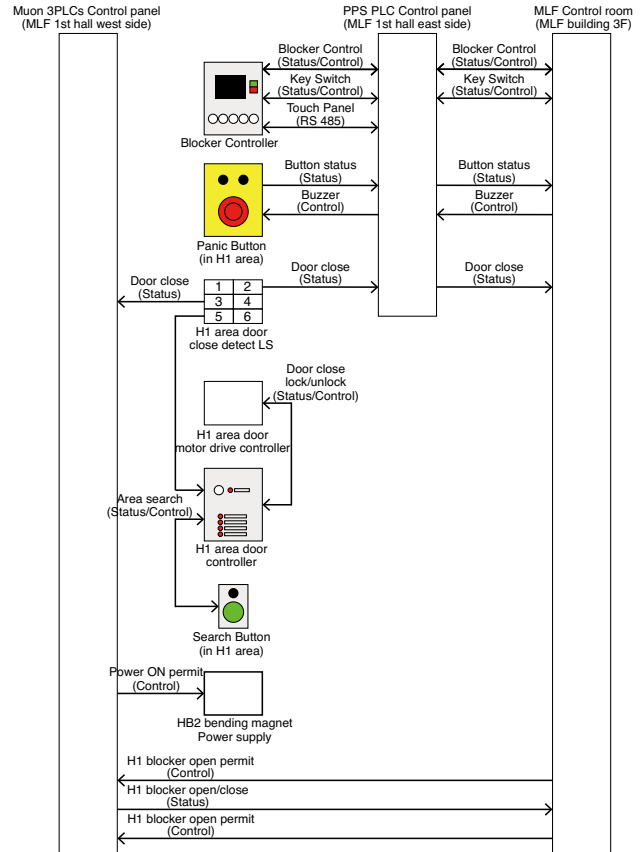 Muon 3PLCs Control panel
(MLF 1st hall west side)
PPS PLC Control panel
(MLF 1st hall east side)
MLF Control room
(MLF building 3F)
Blocker Control
(Status/Control)
Key Switch
(Status/Control)
Touch Panel
(RS 485)
Blocker Control
(Status/Control)
Key Switch
(Status/Control)
Blocker Controller
Button status
(Status)
Buzzer
(Control)
Button status
(Status)
Buzzer
(Control)
Panic Button
(in H1 area)
Door close
(Status)
1 2
3 4
5 6
Door close
(Status)
Door close
(Status)
H1 area door
close detect LS
Door close
lock/unlock
(Status/Control)
H1 area door
motor drive controller
Area search
(Status/Control)
H1 area door
controller
Search Button
(in H1 area)
Power ON permit
(Control)
HB2 bending magnet
Power supply
H1 blocker open permit
(Control)
H1 blocker open/close
(Status)
H1 blocker open permit
(Control)